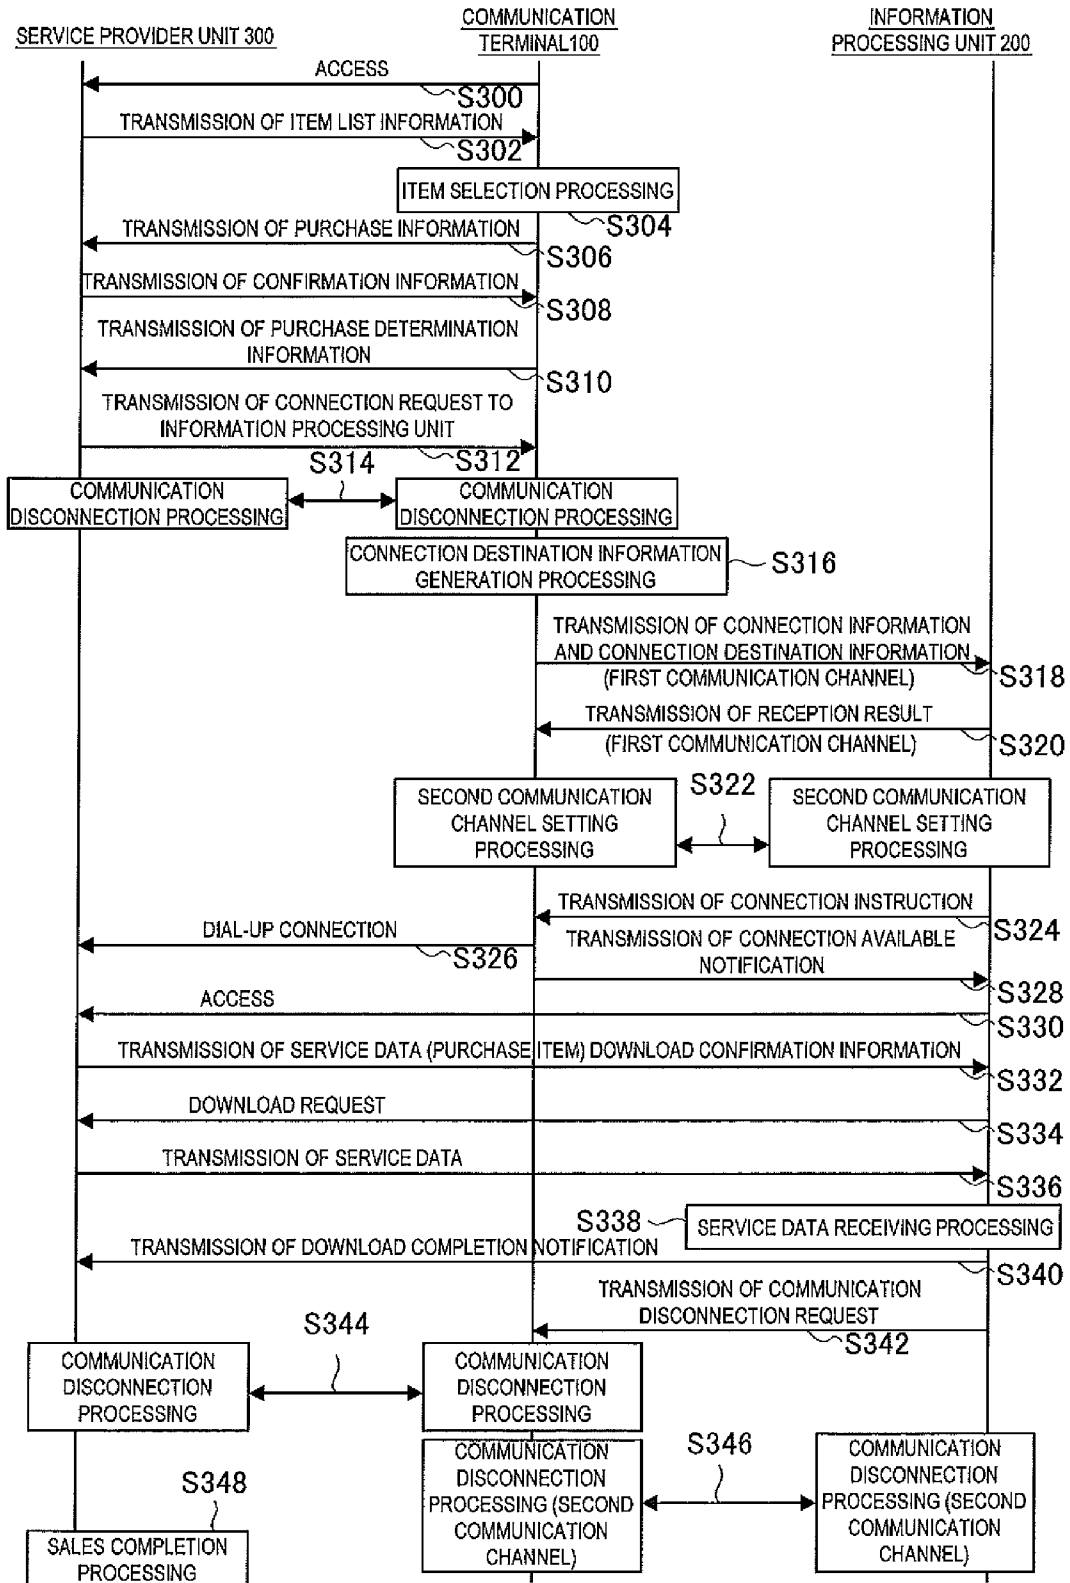 SERVICE PROVIDER UNIT 300
COMMUNICATION
TERMINAL100
INFORMATION
PROCESSING UNIT 200
ACCESS
S300
TRANSMISSION OF ITEM LIST INFORMATION
S302
ITEM SELECTION PROCESSING
S304
TRANSMISSION OF PURCHASE INFORMATION
S306
TRANSMISSION OF CONFIRMATION INFORMATION
S308
TRANSMISSION OF PURCHASE DETERMINATION
INFORMATION
S310
TRANSMISSION OF CONNECTION REQUEST TO
INFORMATION PROCESSING UNIT
S312
S314
COMMUNICATION
DISCONNECTION PROCESSING
COMMUNICATION
DISCONNECTION PROCESSING
CONNECTION DESTINATION INFORMATION
GENERATION PROCESSING
S316
TRANSMISSION OF CONNECTION INFORMATION
AND CONNECTION DESTINATION INFORMATION
(FIRST COMMUNICATION CHANNEL)
S318
TRANSMISSION OF RECEPTION RESULT
(FIRST COMMUNICATION CHANNEL)
S320
SECOND COMMUNICATION
CHANNEL SETTING
PROCESSING
S322
SECOND COMMUNICATION
CHANNEL SETTING
PROCESSING
TRANSMISSION OF CONNECTION INSTRUCTION
S324
DIAL-UP CONNECTION
S326
TRANSMISSION OF CONNECTION AVAILABLE
NOTIFICATION
S328
ACCESS
S330
TRANSMISSION OF SERVICE DATA (PURCHASE ITEM) DOWNLOAD CONFIRMATION INFORMATION
S332
DOWNLOAD REQUEST
S334
TRANSMISSION OF SERVICE DATA
S336
S338
SERVICE DATA RECEIVING PROCESSING
TRANSMISSION OF DOWNLOAD COMPLETION NOTIFICATION
S340
TRANSMISSION OF COMMUNICATION
DISCONNECTION REQUEST
S342
S344
COMMUNICATION
DISCONNECTION
PROCESSING
COMMUNICATION
DISCONNECTION
PROCESSING
COMMUNICATION
DISCONNECTION
PROCESSING (SECOND
COMMUNICATION
CHANNEL)
S346
COMMUNICATION
DISCONNECTION
PROCESSING (SECOND
COMMUNICATION
CHANNEL)
S348
SALES COMPLETION
PROCESSING